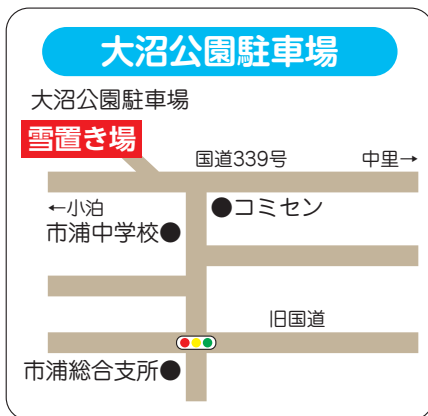 大沼公園駐車場
大沼公園駐車場
雪置き場
国道339号
中里→
←小泊
●コミセン
市浦中学校●
旧国道
市浦総合支所●